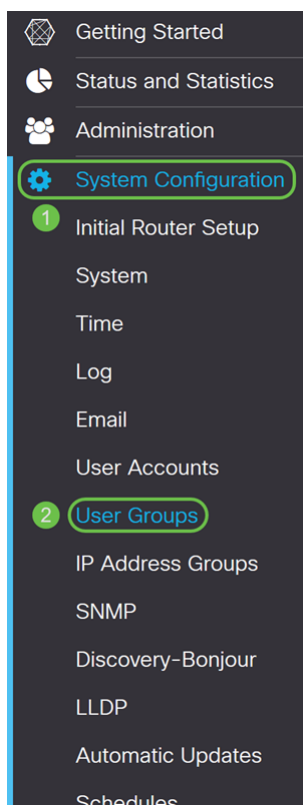 Getting Started
Status and Statistics
Administration
System Configuration
1
Initial Router Setup
System
Time
Log
Email
User Accounts
2 User Groups
IP Address Groups
SNMP
Discovery-Bonjour
LLDP
Automatic Updates
Schedules